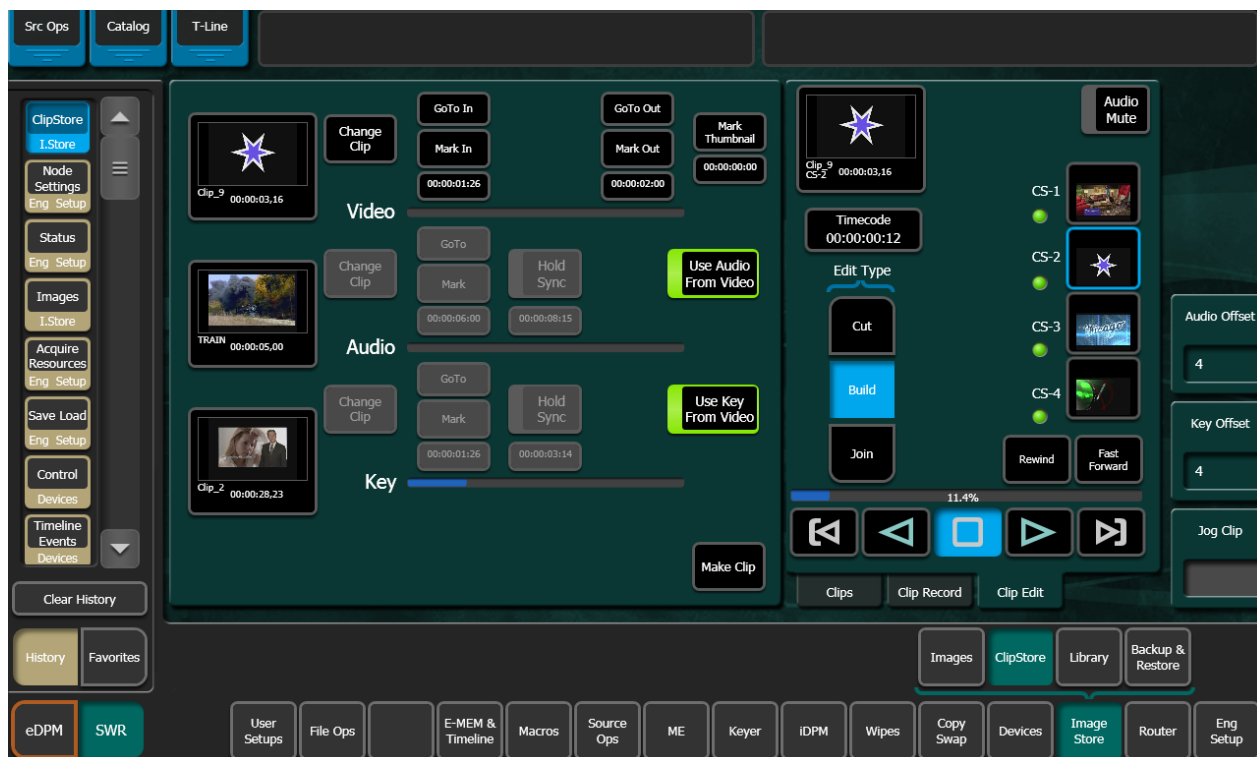 Src Ops
Catalog
T-Line
ClipStore
I.Store
Node
Settings
Eng Setup
Status
Eng Setup
Images
I.Store
Acquire
Resources
Eng Setup
Save Load
Eng Setup
Control
Devices
Timeline
Events
Devices
Clear History
History
Favorites
eDPM
SWR
Clip_9 00:00:03,16
Change
Clip
GoTo In
Mark In
00:00:01:26
GoTo Out
Mark Out
00:00:02:00
Mark
Thumbnail
00:00:00:00
Video
TRAIN 00:00:05,00
Change
Clip
GoTo
Mark
00:00:06:00
Hold
Sync
00:00:08:15
Use Audio
From Video
Audio
Clip_2 00:00:28,23
Change
Clip
GoTo
Mark
00:00:01:26
Hold
Sync
00:00:03:14
Use Key
From Video
Key
Make Clip
Clip_9
CS-2 00:00:03,16
Audio
Mute
Timecode
00:00:00:12
Edit Type
Cut
Build
Join
CS-1
CS-2
CS-3
Chicago
CS-4
Rewind
Fast
Forward
11.4%
Clips
Clip Record
Clip Edit
Audio Offset
4
Key Offset
4
Jog Clip
Images
ClipStore
Library
Backup &
Restore
User
Setups
File Ops
E-MEM &
Timeline
Macros
Source
Ops
ME
Keyer
iDPM
Wipes
Copy
Swap
Devices
Image
Store
Router
Eng
Setup